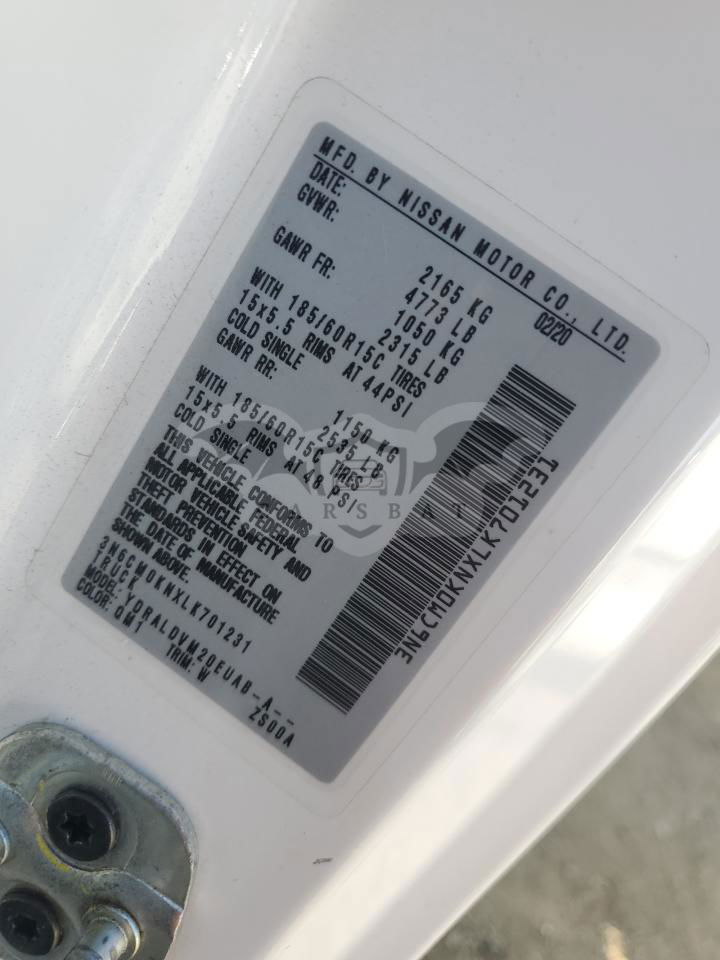 MFD. BY NISSAN MOTOR CO., LTD.
DATE: 02/20
GVWR: 2165 KG
4773 LB
GAWR FR: 1050 KG
2315 LB
WITH 185/60R15C TIRES
15x5.5 RIMS AT 44PSI
COLD SINGLE
GAWR RR: 1150 KG
2535 LB
WITH 185/60R15C TIRES
15x5.5 RIMS AT 48 PSI
COLD SINGLE
THIS VEHICLE CONFORMS TO
ALL APPLICABLE FEDERAL
MOTOR VEHICLE SAFETY AND
THEFT PREVENTION
STANDARDS IN EFFECT ON
THE DATE OF MANUFACTURE
SHOWN ABOVE.
3N6CM0KNXLK701231
TRUCK
MODEL: YDRALDVM20EUAB-A--
COLOR: QM1 TRIM: W ZS00A
3N6CM0KNXLK701231
CARSBAT